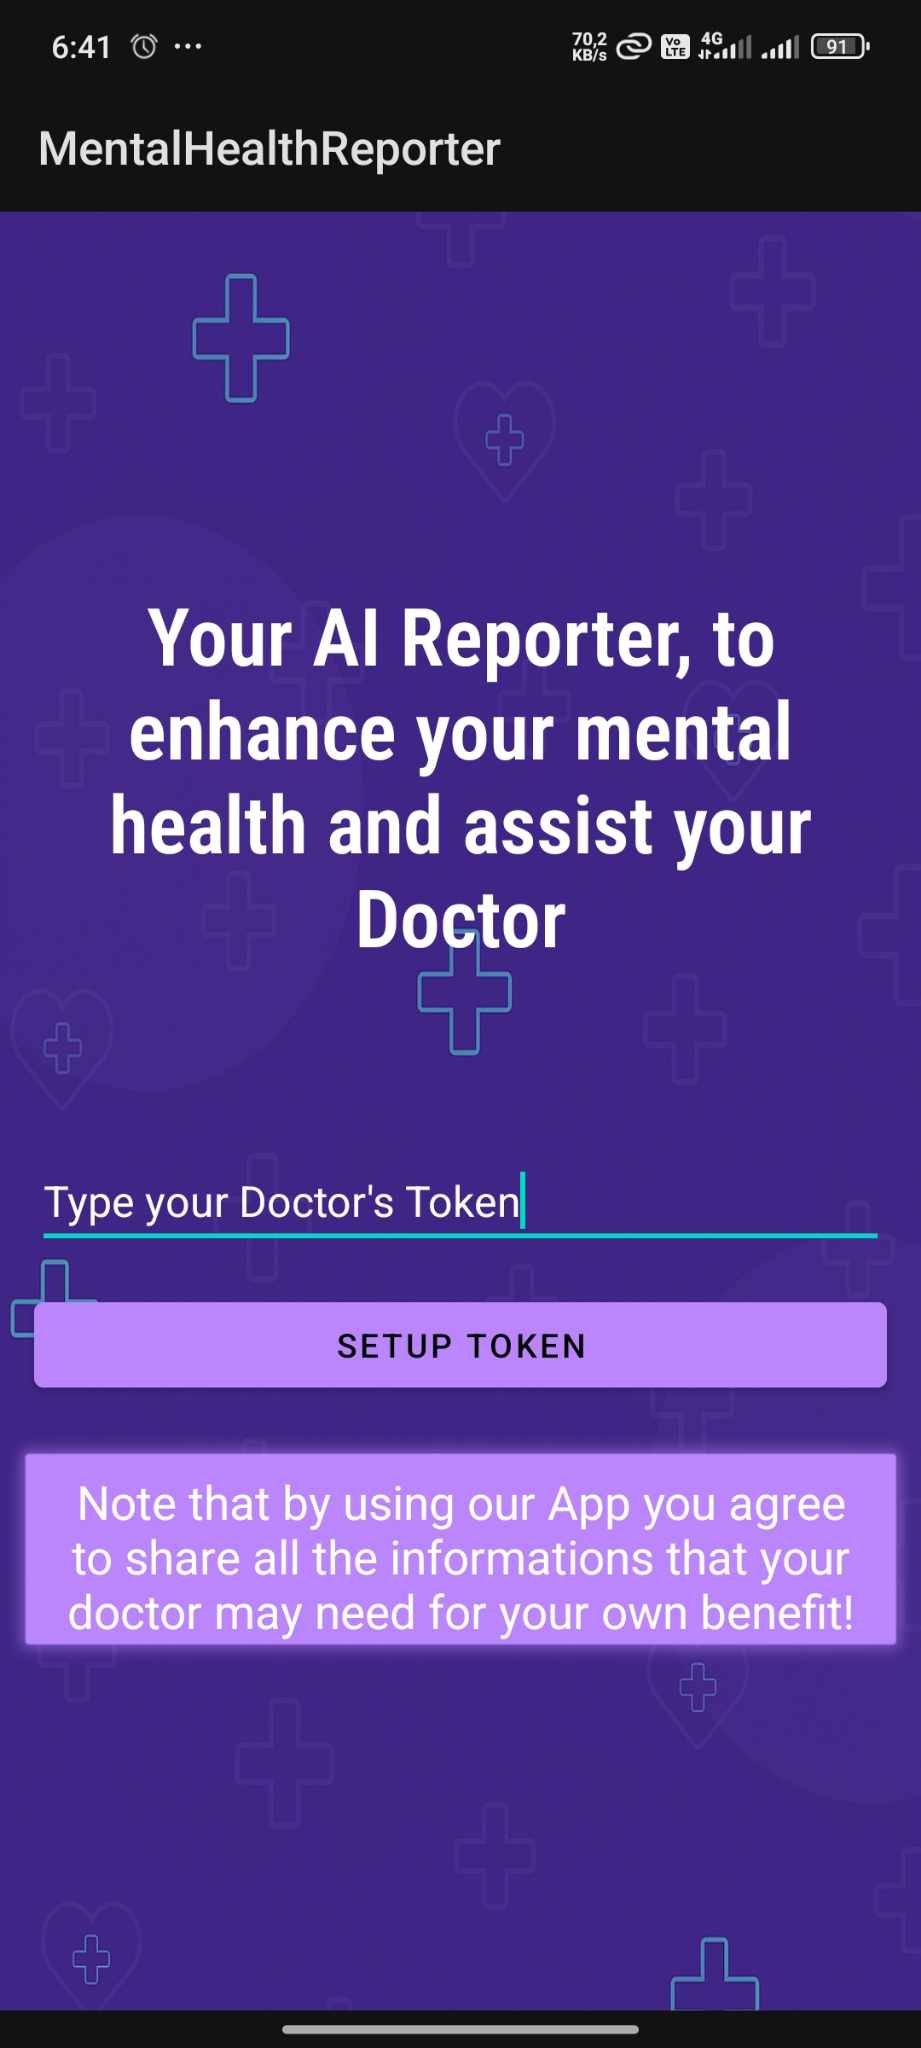 6:41 ...
70,2
KB/s
Vo
LTE
4G
91
MentalHealthReporter
Your AI Reporter, to
enhance your mental
health and assist your
Doctor
Type your Doctor's Token
SETUP TOKEN
Note that by using our App you agree
to share all the informations that your
doctor may need for your own benefit!